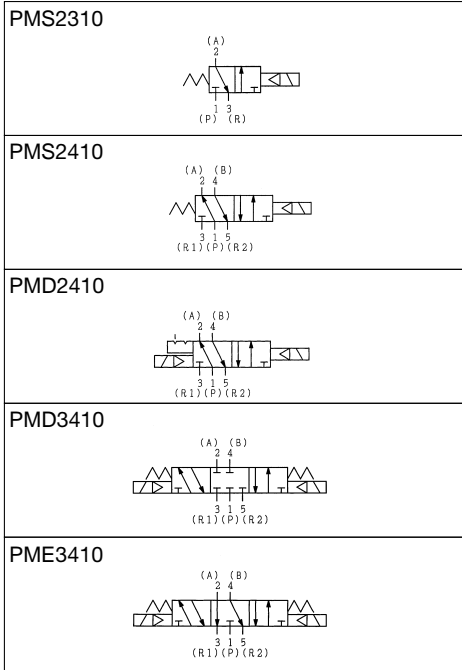 PMS2310
(A)
2
1 3
(P) (R)
PMS2410
(A) (B)
2 4
3 1 5
(R1)(P)(R2)
PMD2410
(A) (B)
2 4
3 1 5
(R1)(P)(R2)
PMD3410
(A) (B)
2 4
3 1 5
(R1)(P)(R2)
PME3410
(A) (B)
2 4
3 1 5
(R1)(P)(R2)